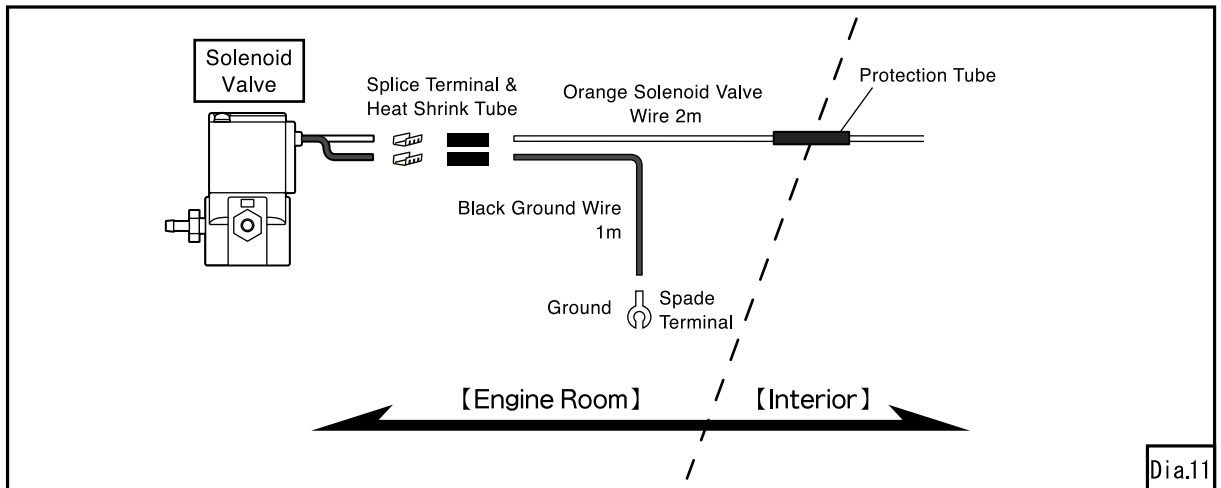 Solenoid
Valve
Splice Terminal &
Heat Shrink Tube
Orange Solenoid Valve
Wire 2m
Protection Tube
Black Ground Wire
1m
Ground
Spade
Terminal
【Engine Room】
【Interior】
Dia.11